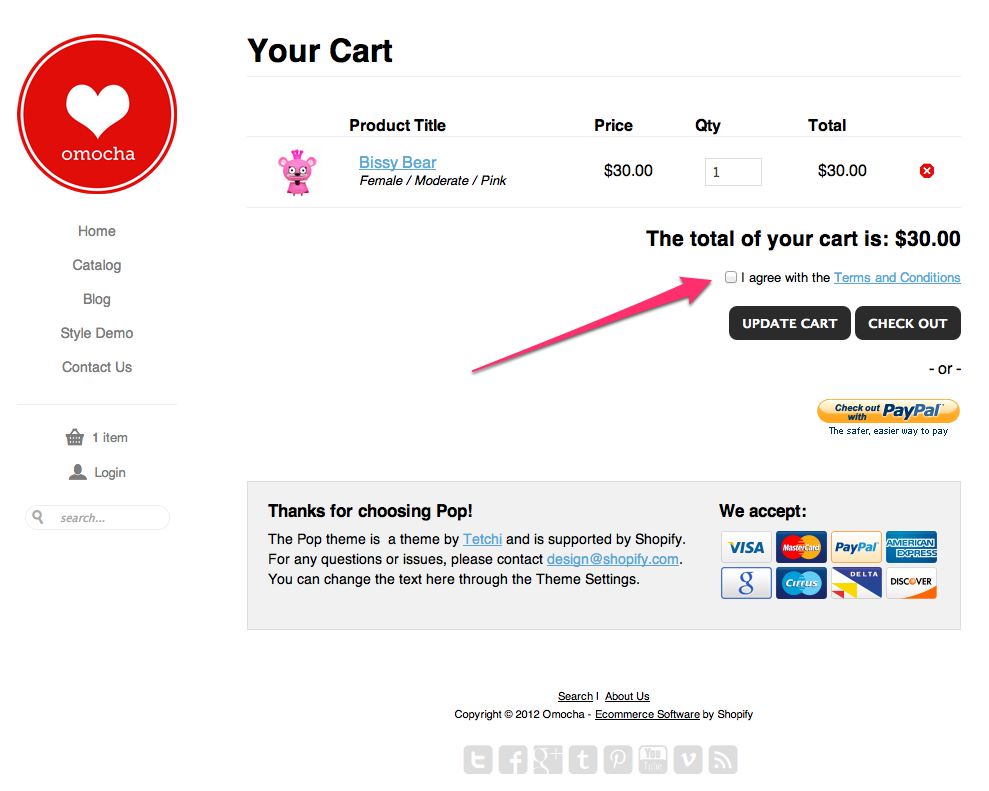 omocha
Home
Catalog
Blog
Style Demo
Contact Us
1 item
Login
search...
Your Cart
Product Title Price Qty Total
Bissy Bear $30.00 1 $30.00
Female / Moderate / Pink
The total of your cart is: $30.00
I agree with the Terms and Conditions
UPDATE CART CHECK OUT
- or -
Check out with PayPal
The safer, easier way to pay
Thanks for choosing Pop!
The Pop theme is a theme by Tetchi and is supported by Shopify.
For any questions or issues, please contact design@shopify.com.
You can change the text here through the Theme Settings.
We accept:
VISA MasterCard PayPal AMERICAN EXPRESS
g Cirrus DELTA DISCOVER
Search | About Us
Copyright © 2012 Omocha - Ecommerce Software by Shopify
t f g+ t P You Tube v